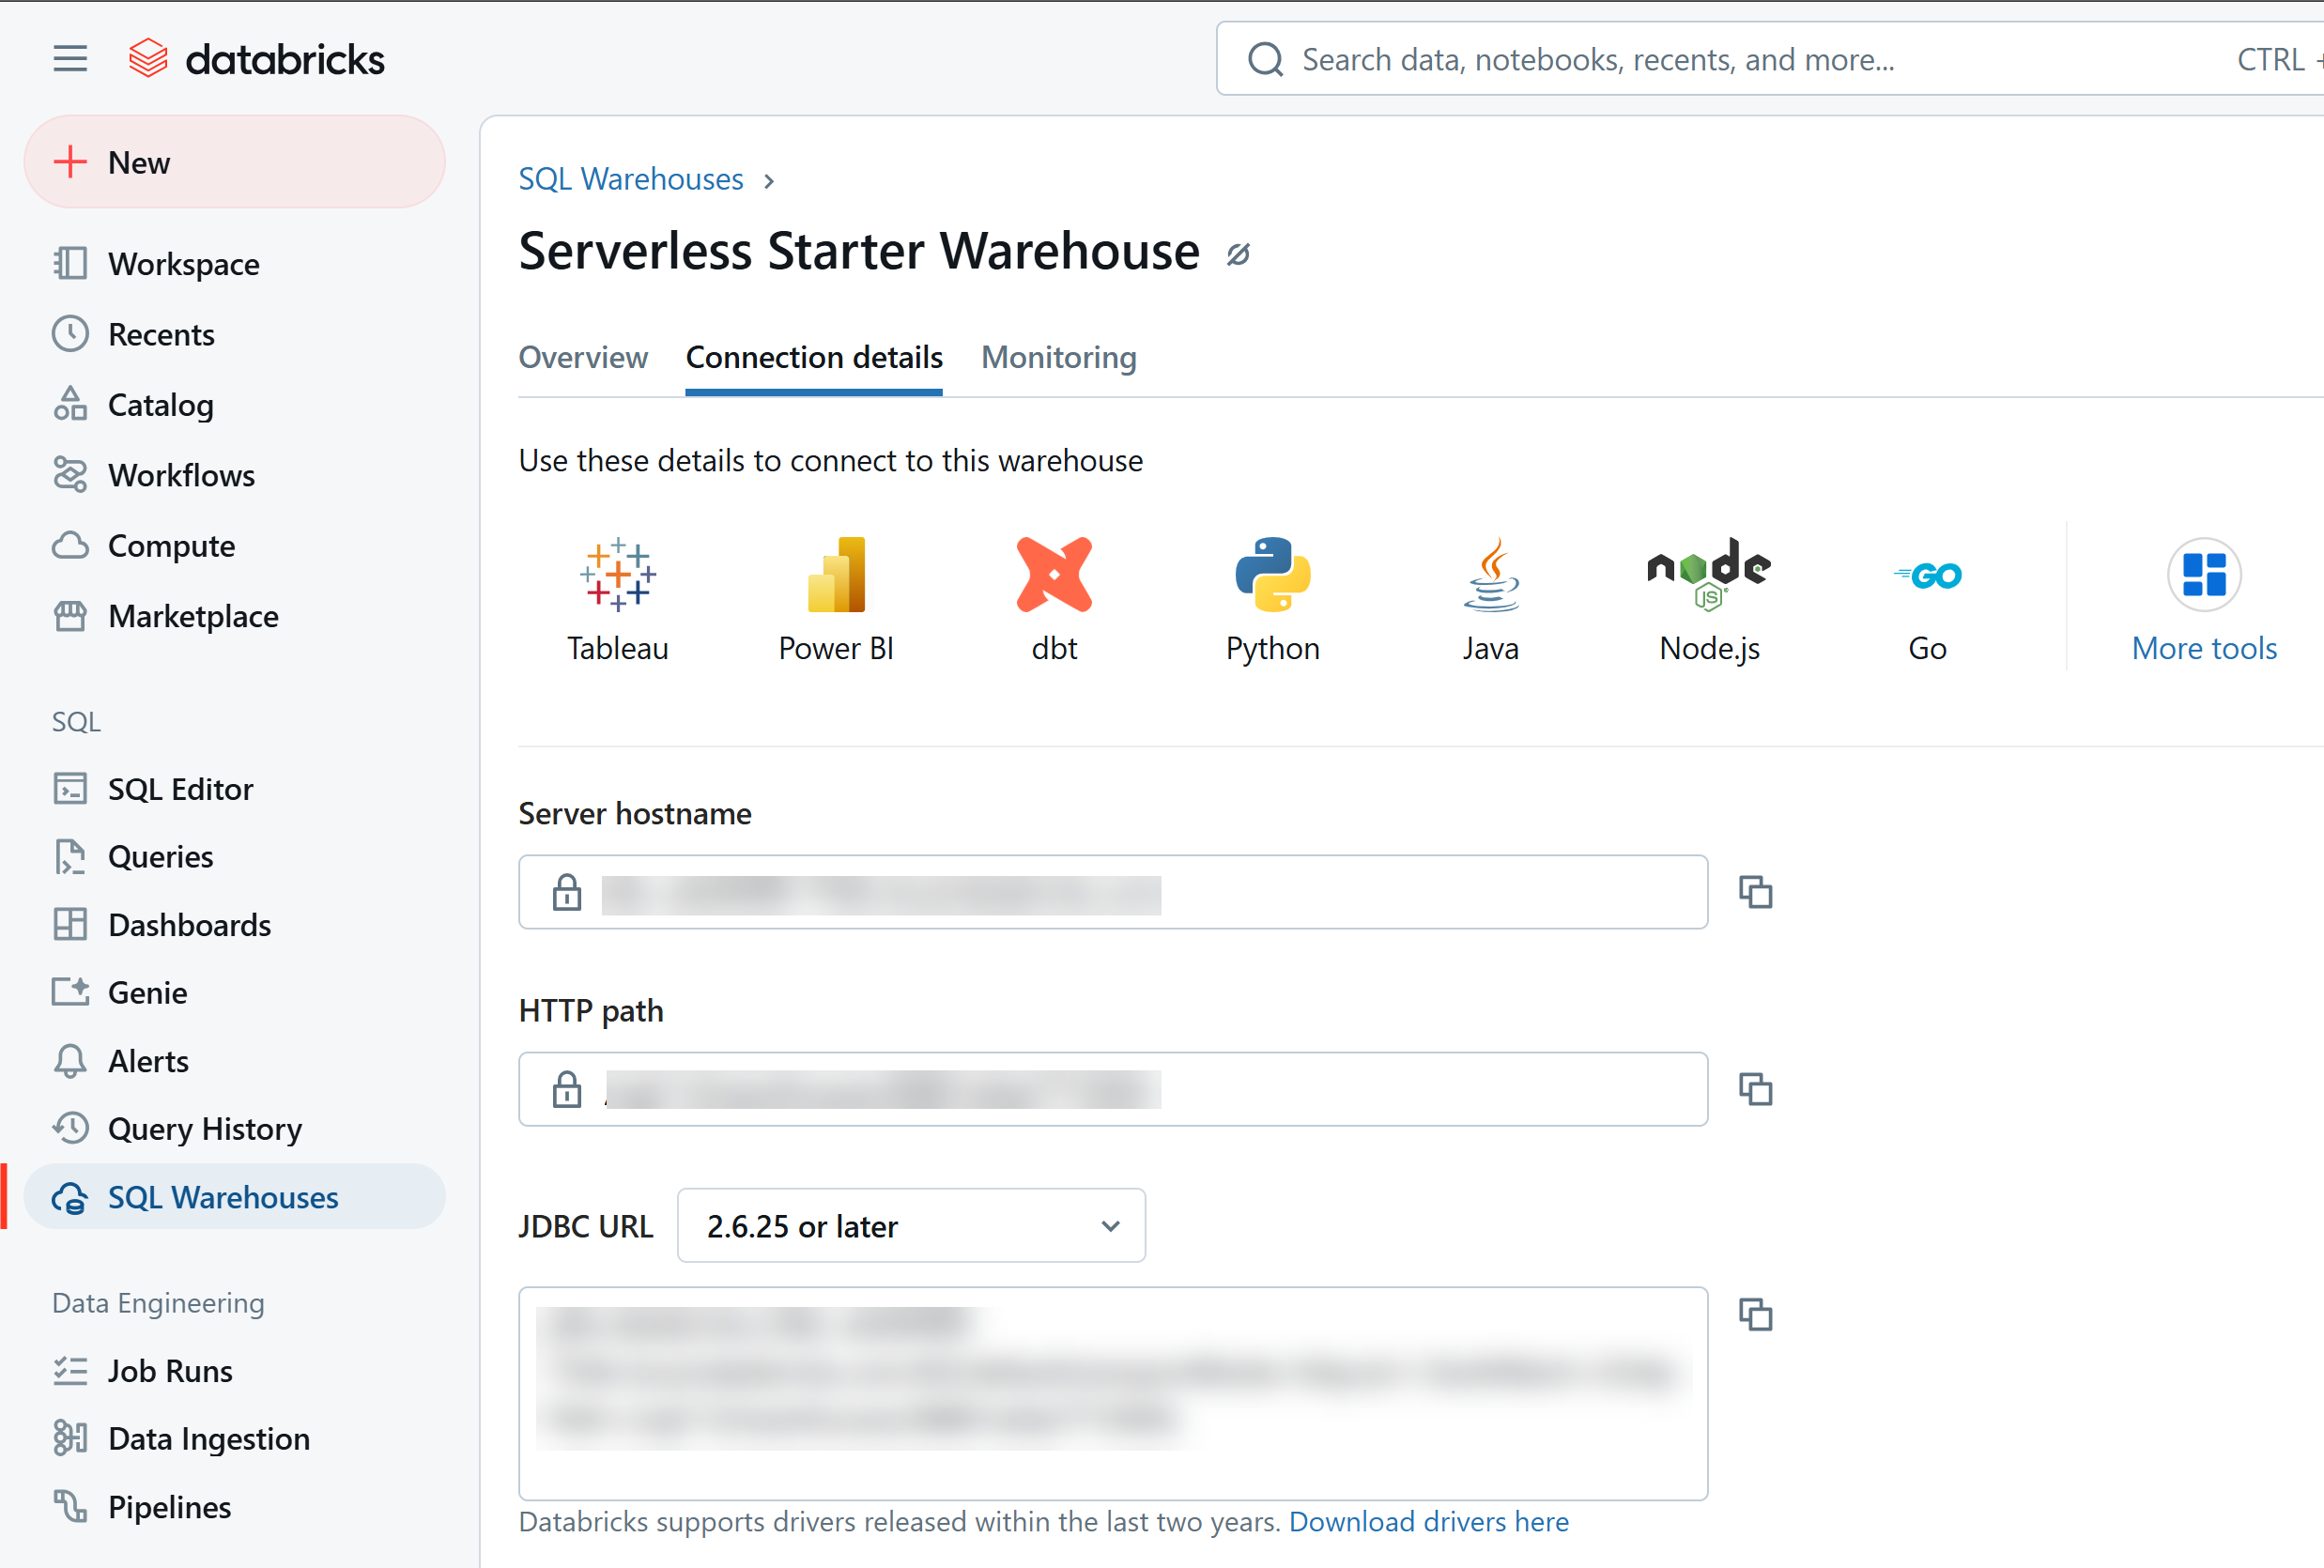 databricks
Search data, notebooks, recents, and more...
CTRL +
New
Workspace
Recents
Catalog
Workflows
Compute
Marketplace
SQL
SQL Editor
Queries
Dashboards
Genie
Alerts
Query History
SQL Warehouses
Data Engineering
Job Runs
Data Ingestion
Pipelines
SQL Warehouses >
Serverless Starter Warehouse
Overview Connection details Monitoring
Use these details to connect to this warehouse
node
JS
GO
Tableau Power BI dbt Python Java Node.js Go More tools
Server hostname
HTTP path
JDBC URL 2.6.25 or later
Databricks supports drivers released within the last two years. Download drivers here